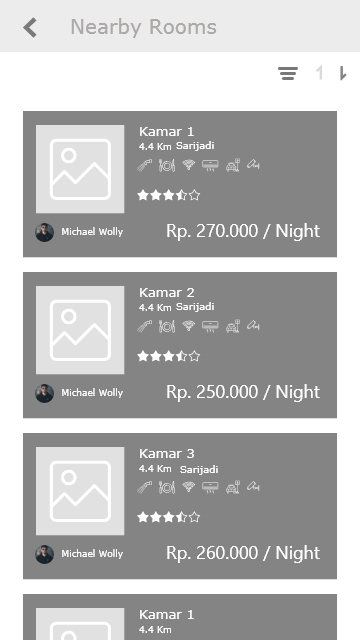 Nearby Rooms
1
Kamar 1
4.4 Km Sarijadi
Michael Wolly
Rp. 270.000 / Night
Kamar 2
4.4 Km Sarijadi
Michael Wolly
Rp. 250.000 / Night
Kamar 3
4.4 Km Sarijadi
Michael Wolly
Rp. 260.000 / Night
Kamar 1
4.4 Km